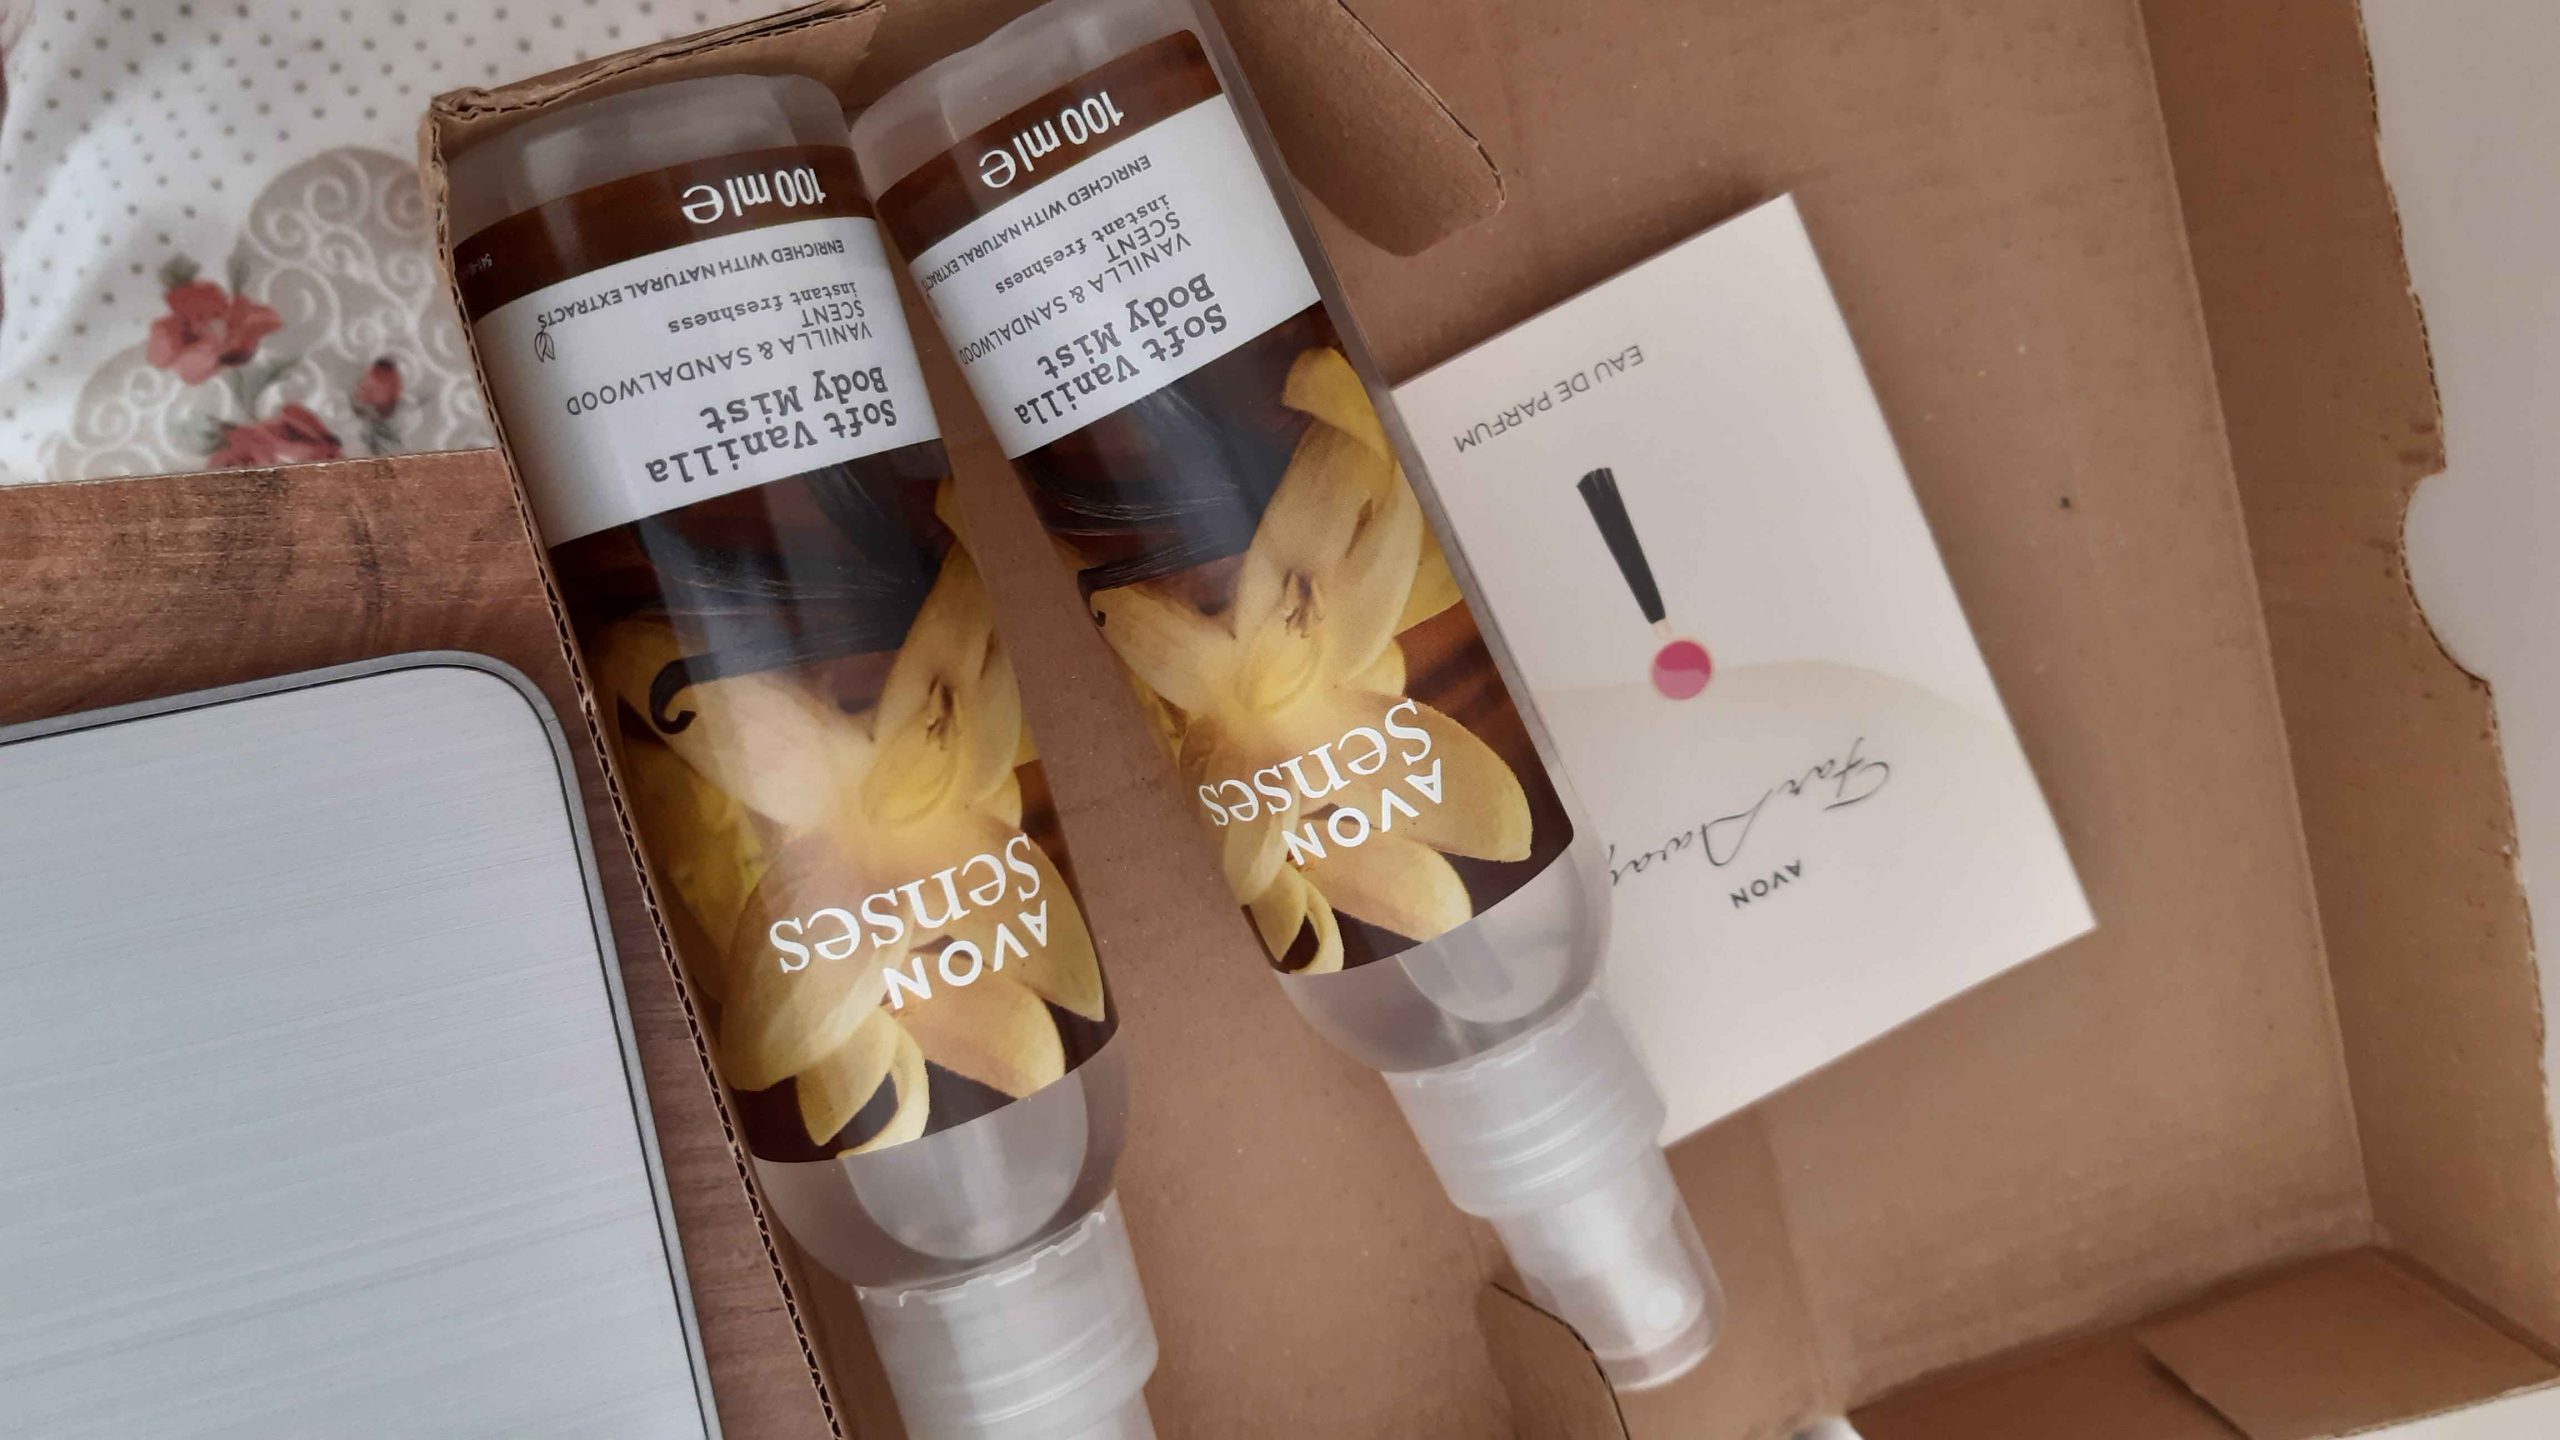 AVON
Senses
Soft Vanilla
Body Mist
VANILLA & SANDALWOOD
SCENT
instant freshness
ENRICHED WITH NATURAL EXTRACTS
100 ml e
AVON
Senses
Soft Vanilla
Body Mist
VANILLA & SANDALWOOD
SCENT
instant freshness
ENRICHED WITH NATURAL EXTRACTS
100 ml e
AVON
Far Away
EAU DE PARFUM